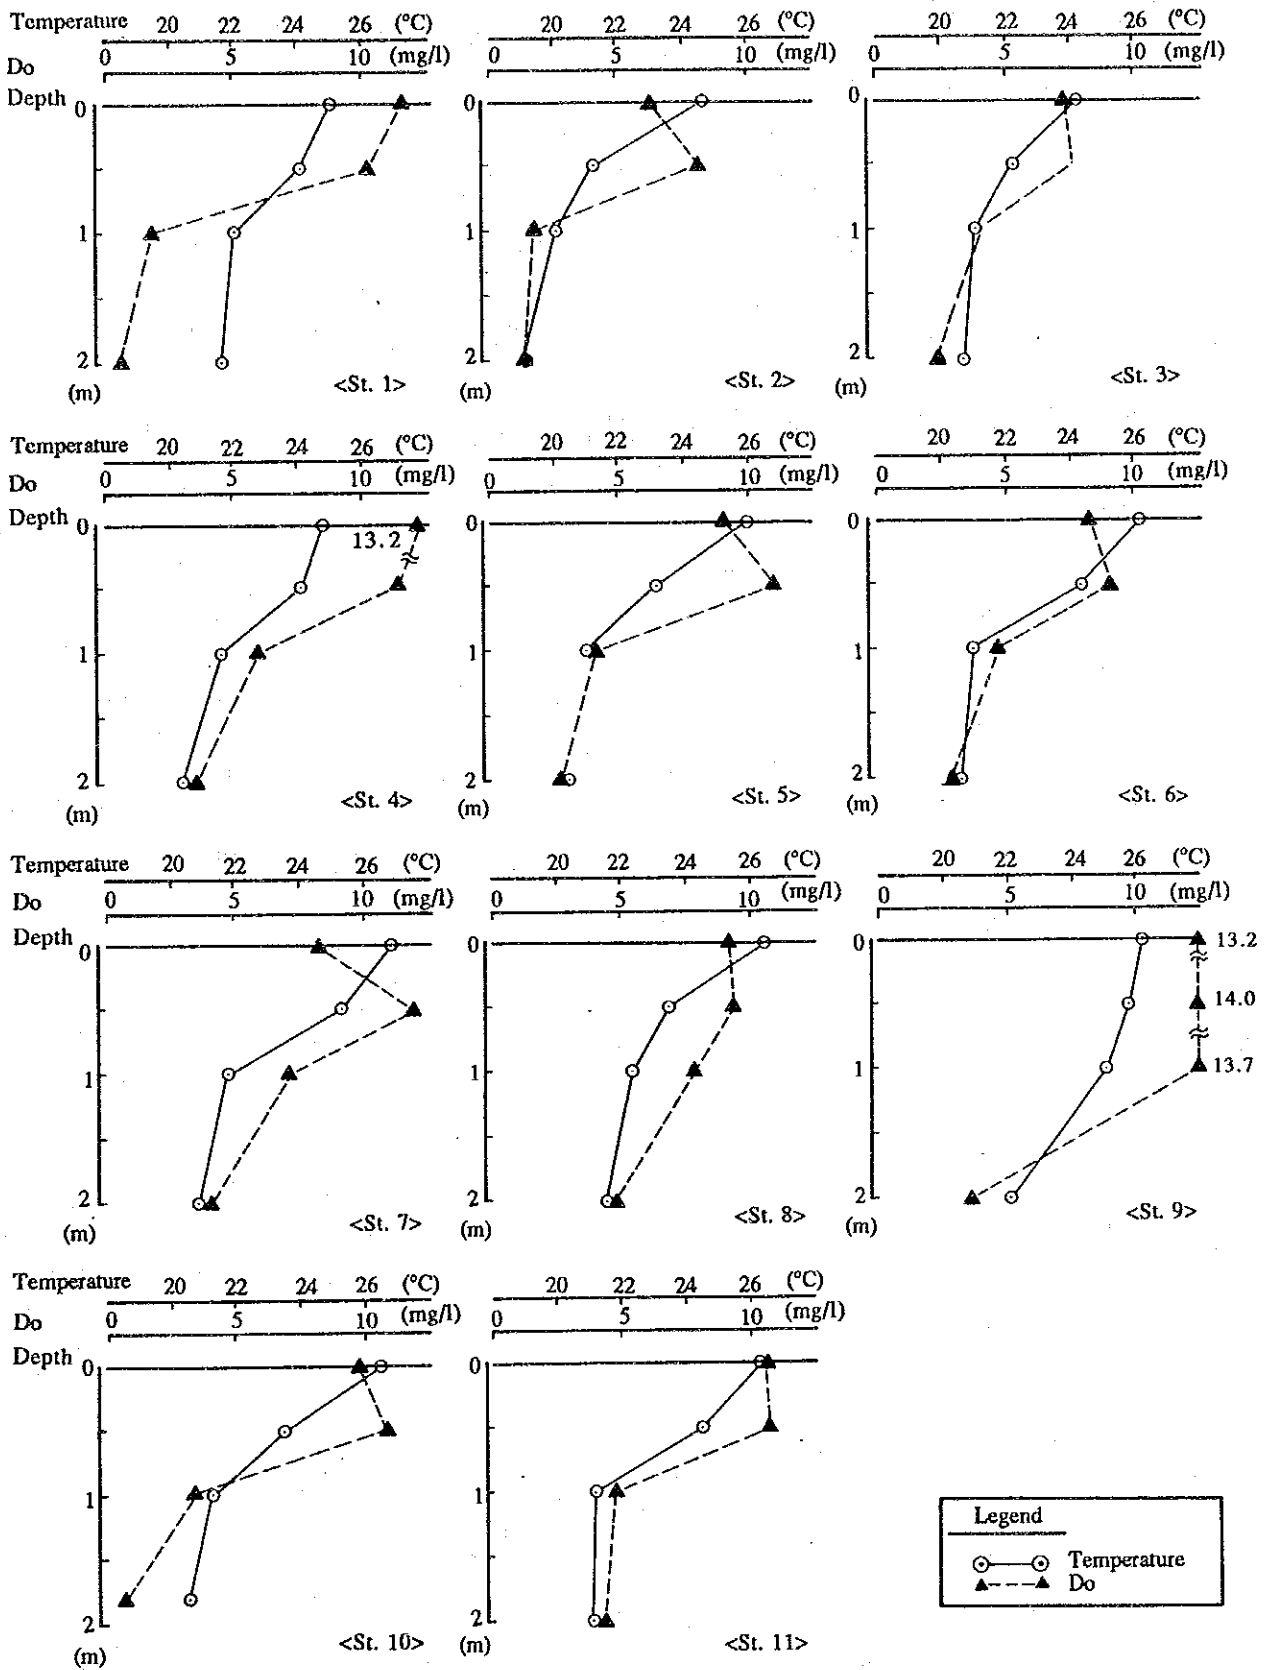 Temperature 20 22 24 26 (°C) 20 22 24 26 (°C) 20 22 24 26 (°C)
Do 0 5 10 (mg/l) 0 5 10 (mg/l) 0 5 10 (mg/l)
Depth 0 0 0
1 1 1
2 2 2
(m) <St. 1> (m) <St. 2> (m) <St. 3>
Temperature 20 22 24 26 (°C) 20 22 24 26 (°C) 20 22 24 26 (°C)
Do 0 5 10 (mg/l) 0 5 10 (mg/l) 0 5 10 (mg/l)
Depth 0 0 0
13.2
1 1 1
2 2 2
(m) <St. 4> (m) <St. 5> (m) <St. 6>
Temperature 20 22 24 26 (°C) 20 22 24 26 (°C) 20 22 24 26 (°C)
Do 0 5 10 (mg/l) 0 5 10 (mg/l) 0 5 10 (mg/l)
Depth 0 0 0 13.2
14.0
1 1 1 13.7
2 2 2
(m) <St. 7> (m) <St. 8> (m) <St. 9>
Temperature 20 22 24 26 (°C) 20 22 24 26 (°C)
Do 0 5 10 (mg/l) 0 5 10 (mg/l)
Depth 0 0
1 1
2 2
(m) <St. 10> (m) <St. 11>
Legend
Temperature
Do